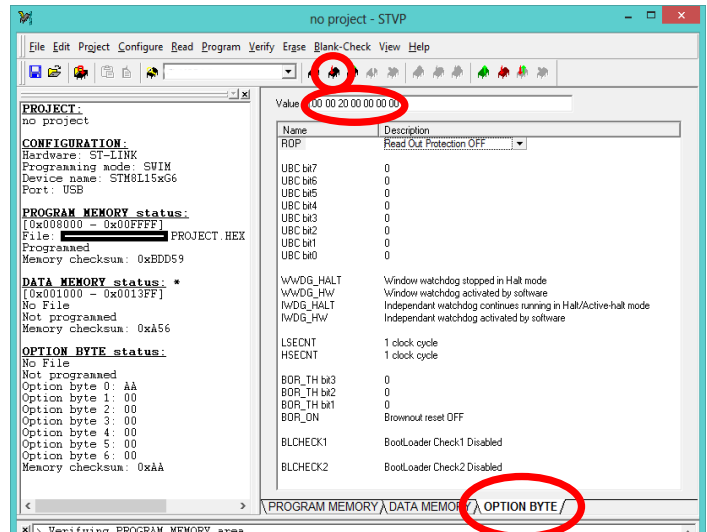 no project - STVP
File Edit Project Configure Read Program Verify Erase Blank-Check View Help
PROJECT:
no project
CONFIGURATION:
Hardware: ST-LINK
Programming mode: SWIM
Device name: STM8L15xG6
Port: USB
PROGRAM MEMORY status:
[0x008000 - 0x00FFFF]
File: PROJECT.HEX
Programmed
Memory checksum: 0xBDD59
DATA MEMORY status: *
[0x001000 - 0x0013FF]
No File
Not programmed
Memory checksum: 0xA56
OPTION BYTE status:
No File
Not programmed
Option byte 0: AA
Option byte 1: 00
Option byte 2: 00
Option byte 3: 00
Option byte 4: 00
Option byte 5: 00
Option byte 6: 00
Memory checksum: 0xAA
Value 00 00 20 00 00 00 00
Name Description
ROP Read Out Protection OFF
UBC bit7 0
UBC bit6 0
UBC bit5 0
UBC bit4 0
UBC bit3 0
UBC bit2 0
UBC bit1 0
UBC bit0 0
WWDG_HALT Window watchdog stopped in Halt mode
WWDG_HW Window watchdog activated by software
IWDG_HALT Independant watchdog continues running in Halt/Active-halt mode
IWDG_HW Independant watchdog activated by software
LSECNT 1 clock cycle
HSECNT 1 clock cycle
BOR_TH bit3 0
BOR_TH bit2 0
BOR_TH bit1 0
BOR_ON Brownout reset OFF
BLCHECK1 BootLoader Check1 Disabled
BLCHECK2 BootLoader Check2 Disabled
PROGRAM MEMORY DATA MEMORY OPTION BYTE
> Verifying PROGRAM MEMORY area